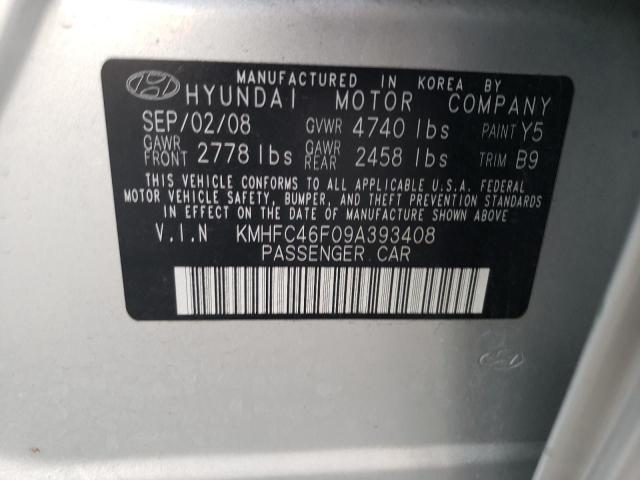 MANUFACTURED IN KOREA BY
HYUNDAI MOTOR COMPANY
SEP/02/08 GVWR 4740 lbs PAINT Y5
GAWR FRONT 2778 lbs GAWR REAR 2458 lbs TRIM B9
THIS VEHICLE CONFORMS TO ALL APPLICABLE U.S.A. FEDERAL
MOTOR VEHICLE SAFETY, BUMPER, AND THEFT PREVENTION STANDARDS
IN EFFECT ON THE DATE OF MANUFACTURE SHOWN ABOVE.
V.I.N KMHFC46F09A393408
PASSENGER CAR